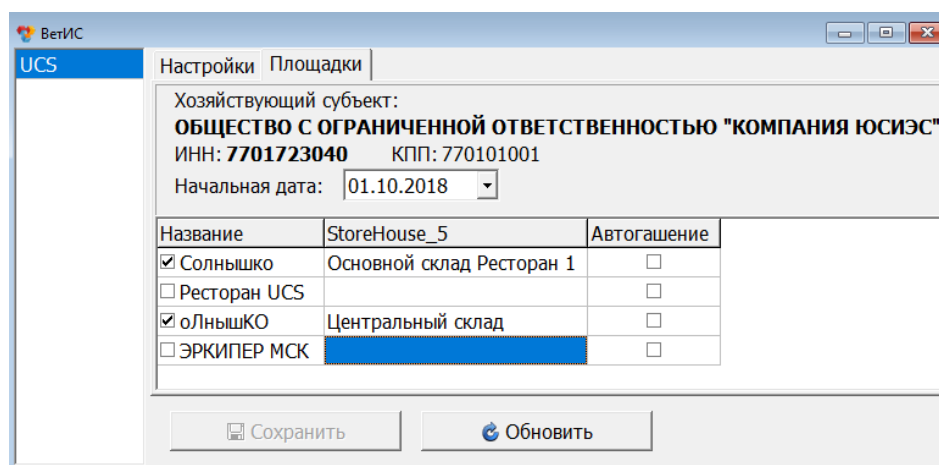 ВетИС
UCS
Настройки Площадки
Хозяйствующий субъект:
ОБЩЕСТВО С ОГРАНИЧЕННОЙ ОТВЕТСТВЕННОСТЬЮ "КОМПАНИЯ ЮСИЭС"
ИНН: 7701723040 КПП: 770101001
Начальная дата: 01.10.2018
Название StoreHouse_5 Автогашение
Солнышко Основной склад Ресторан 1
Ресторан UCS
оЛнышКО Центральный склад
ЭРКИПЕР МСК
Сохранить Обновить